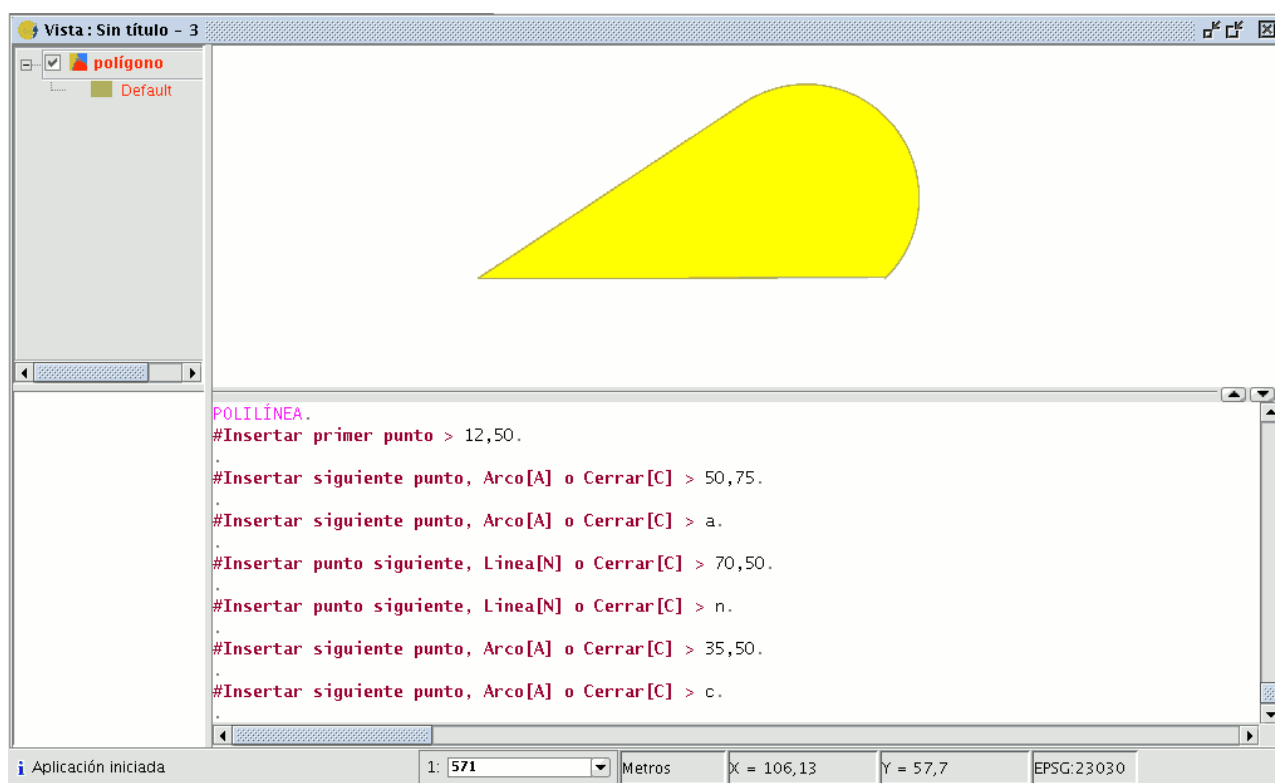 Vista : Sin título - 3
polígono
Default
POLILÍNEA.
#Insertar primer punto > 12,50.
.
#Insertar siguiente punto, Arco[A] o Cerrar[C] > 50,75.
.
#Insertar siguiente punto, Arco[A] o Cerrar[C] > a.
.
#Insertar punto siguiente, Linea[N] o Cerrar[C] > 70,50.
.
#Insertar punto siguiente, Linea[N] o Cerrar[C] > n.
.
#Insertar siguiente punto, Arco[A] o Cerrar[C] > 35,50.
.
#Insertar siguiente punto, Arco[A] o Cerrar[C] > c.
.
Aplicación iniciada 1: 571 Metros X = 106,13 Y = 57,7 EPSG:23030